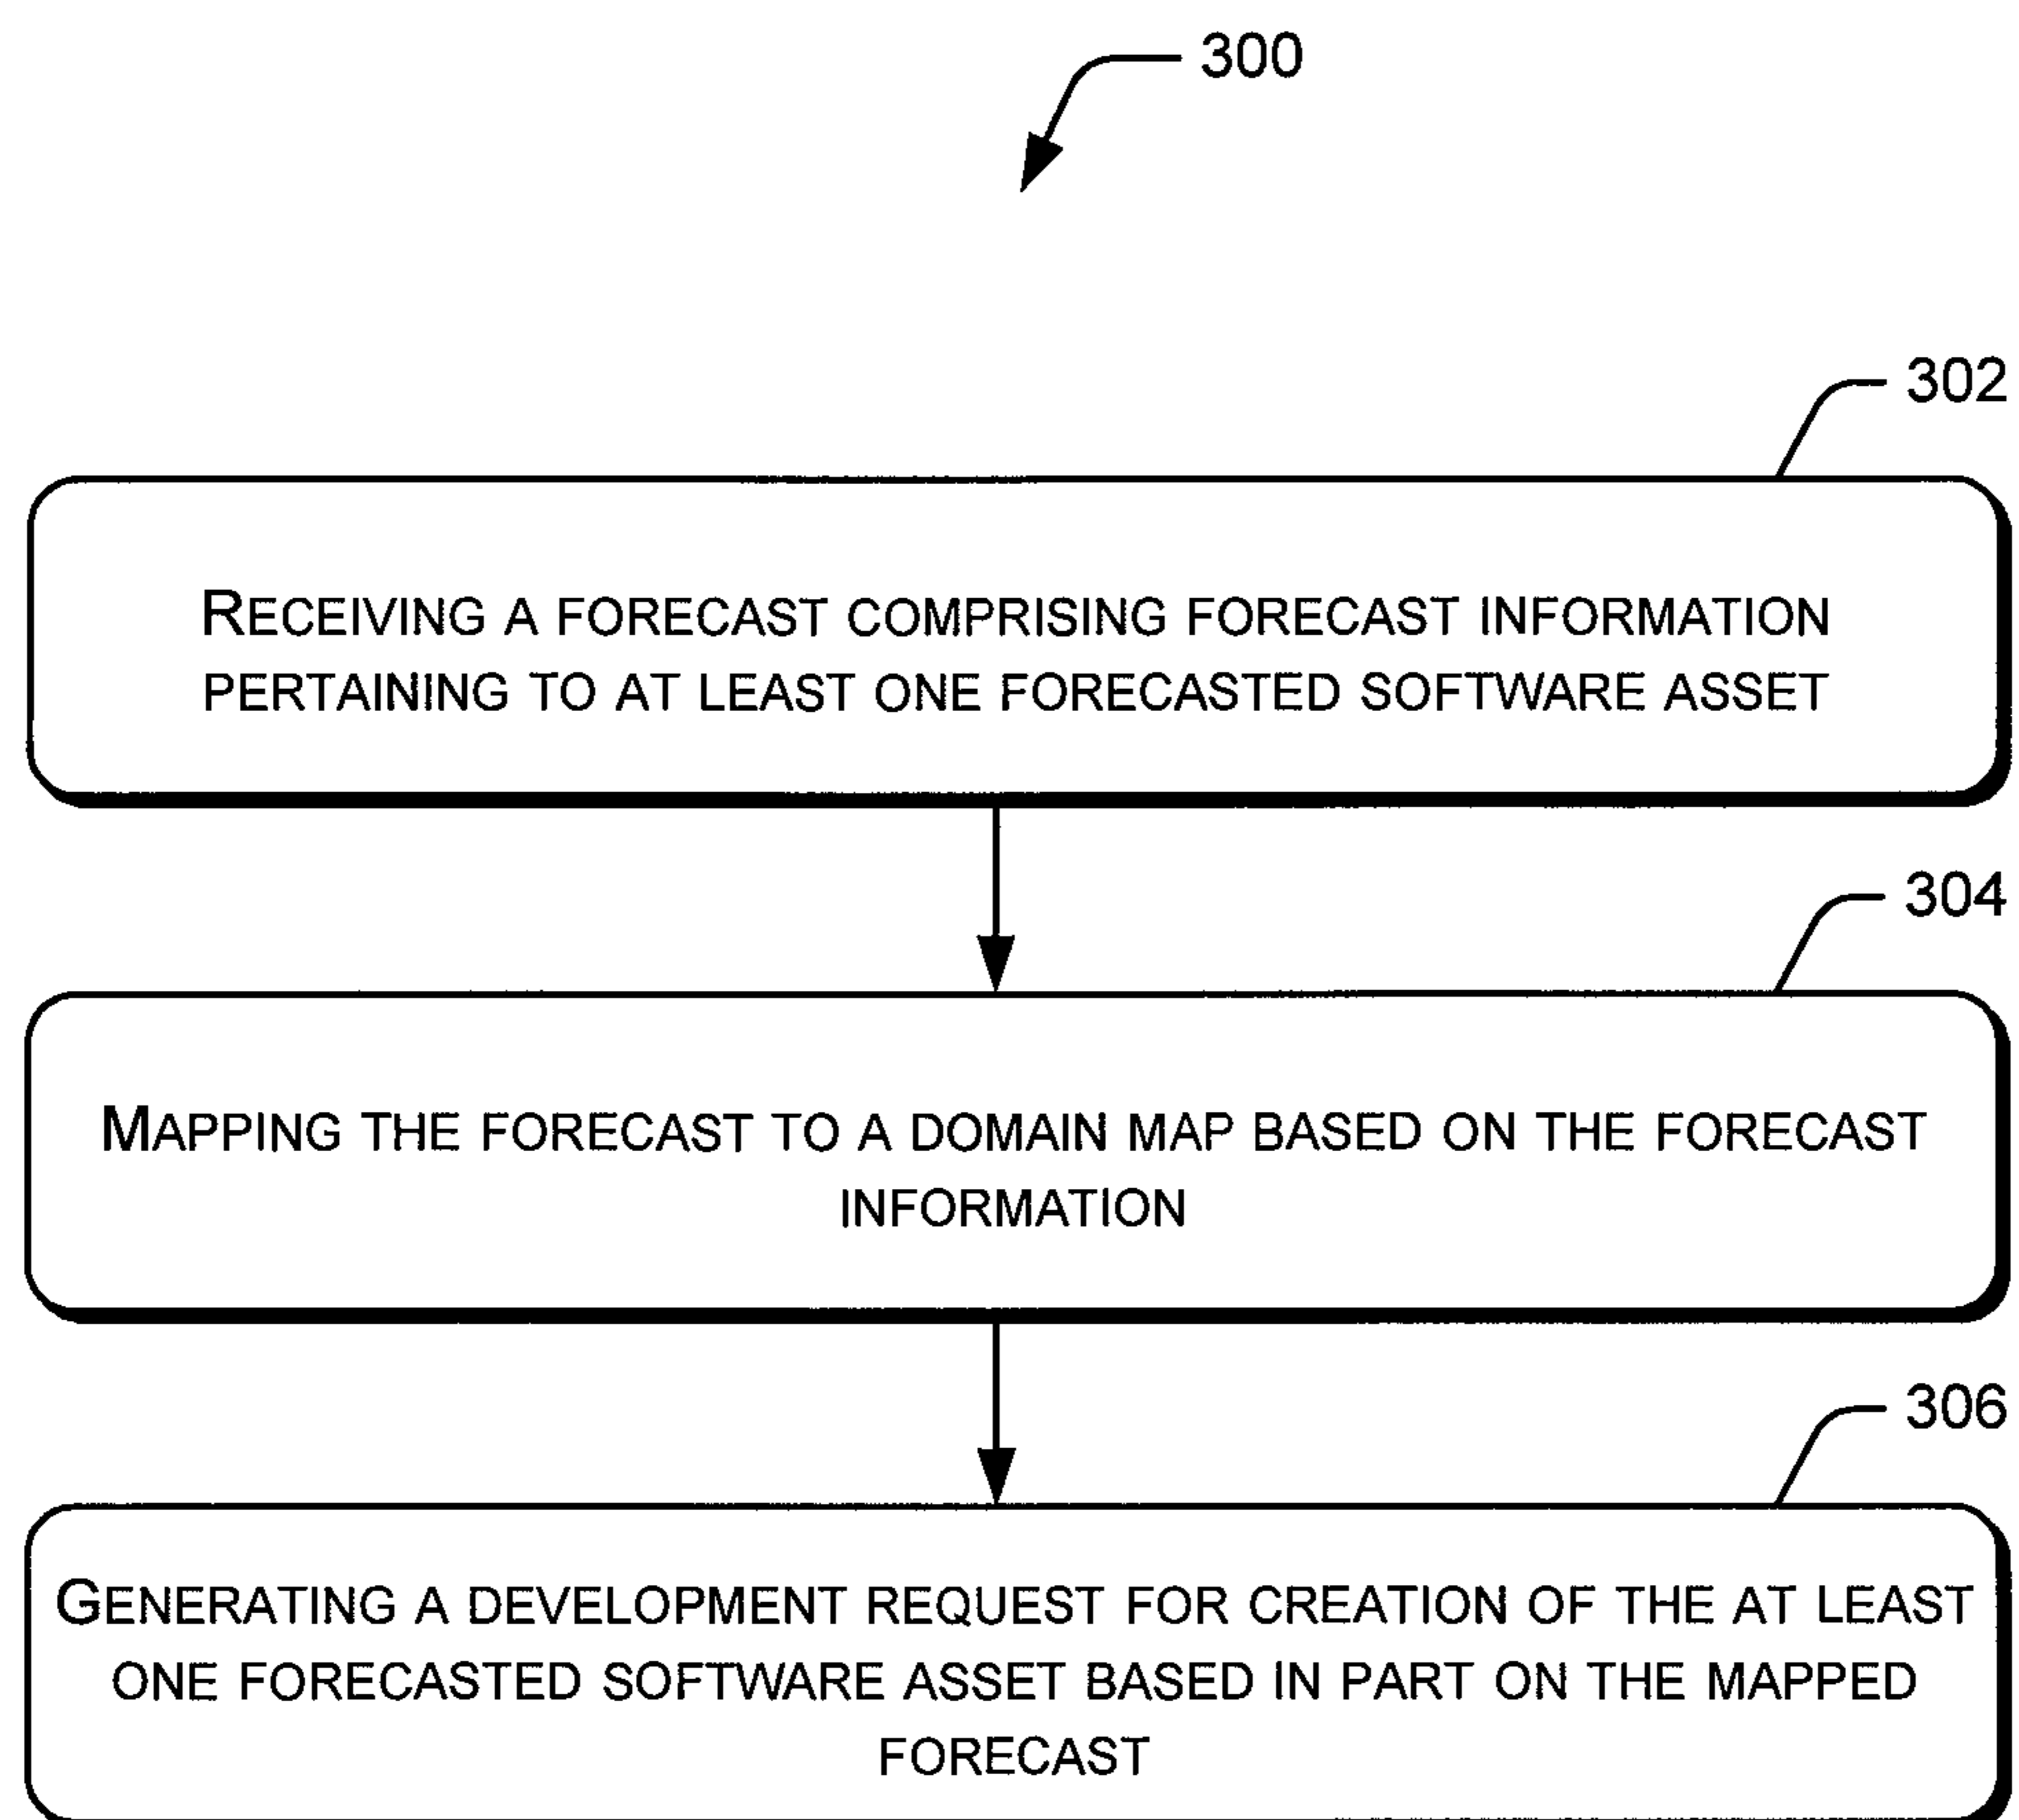 300
302
RECEIVING A FORECAST COMPRISING FORECAST INFORMATION
PERTAINING TO AT LEAST ONE FORECASTED SOFTWARE ASSET
304
MAPPING THE FORECAST TO A DOMAIN MAP BASED ON THE FORECAST
INFORMATION
306
GENERATING A DEVELOPMENT REQUEST FOR CREATION OF THE AT LEAST
ONE FORECASTED SOFTWARE ASSET BASED IN PART ON THE MAPPED
FORECAST